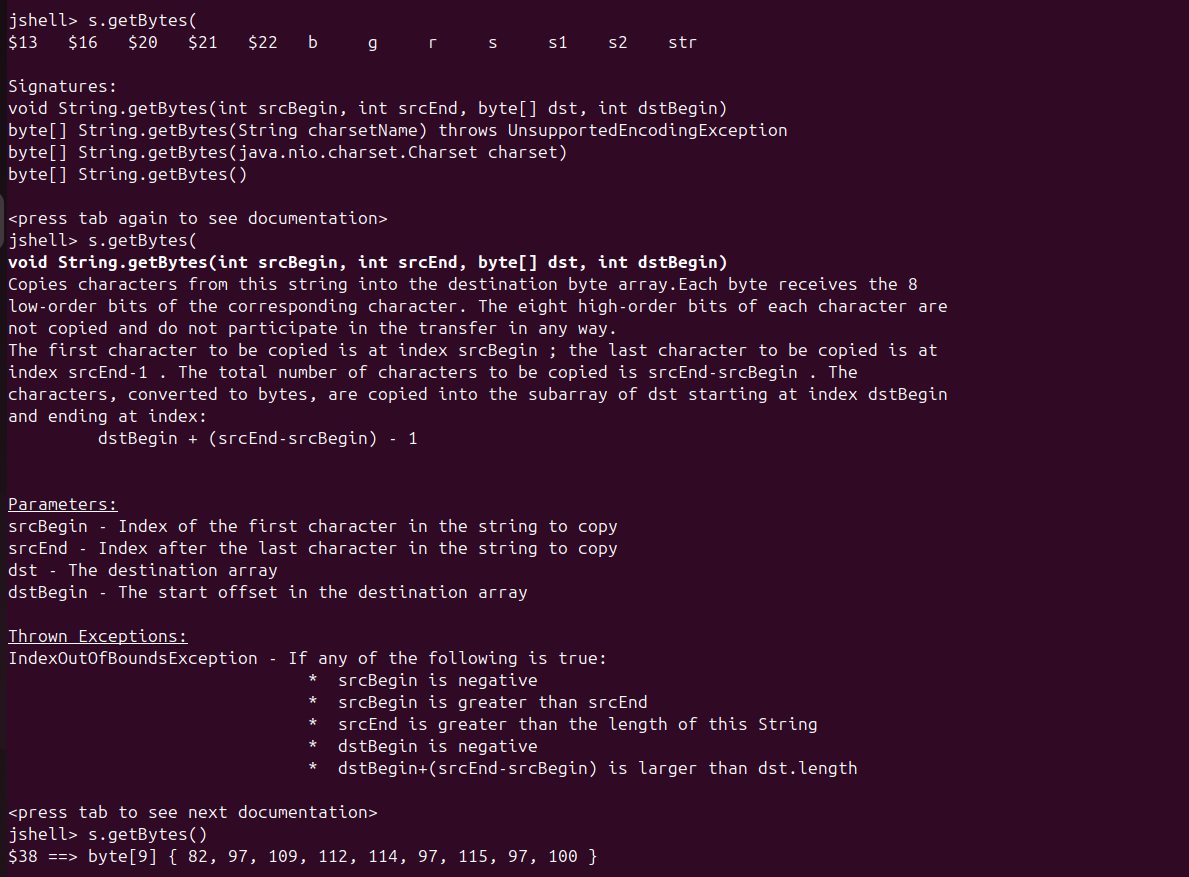 jshell> s.getBytes(
$13   $16   $20   $21   $22   b     g     r     s     s1    s2    str
Signatures:
void String.getBytes(int srcBegin, int srcEnd, byte[] dst, int dstBegin)
byte[] String.getBytes(String charsetName) throws UnsupportedEncodingException
byte[] String.getBytes(java.nio.charset.Charset charset)
byte[] String.getBytes()
<press tab again to see documentation>
jshell> s.getBytes(
void String.getBytes(int srcBegin, int srcEnd, byte[] dst, int dstBegin)
Copies characters from this string into the destination byte array.Each byte receives the 8
low-order bits of the corresponding character. The eight high-order bits of each character are
not copied and do not participate in the transfer in any way.
The first character to be copied is at index srcBegin ; the last character to be copied is at
index srcEnd-1 . The total number of characters to be copied is srcEnd-srcBegin . The
characters, converted to bytes, are copied into the subarray of dst starting at index dstBegin
and ending at index:
dstBegin + (srcEnd-srcBegin) - 1
Parameters:
srcBegin - Index of the first character in the string to copy
srcEnd - Index after the last character in the string to copy
dst - The destination array
dstBegin - The start offset in the destination array
Thrown Exceptions:
IndexOutOfBoundsException - If any of the following is true:
*  srcBegin is negative
*  srcBegin is greater than srcEnd
*  srcEnd is greater than the length of this String
*  dstBegin is negative
*  dstBegin+(srcEnd-srcBegin) is larger than dst.length
<press tab to see next documentation>
jshell> s.getBytes()
$38 ==> byte[9] { 82, 97, 109, 112, 114, 97, 115, 97, 100 }